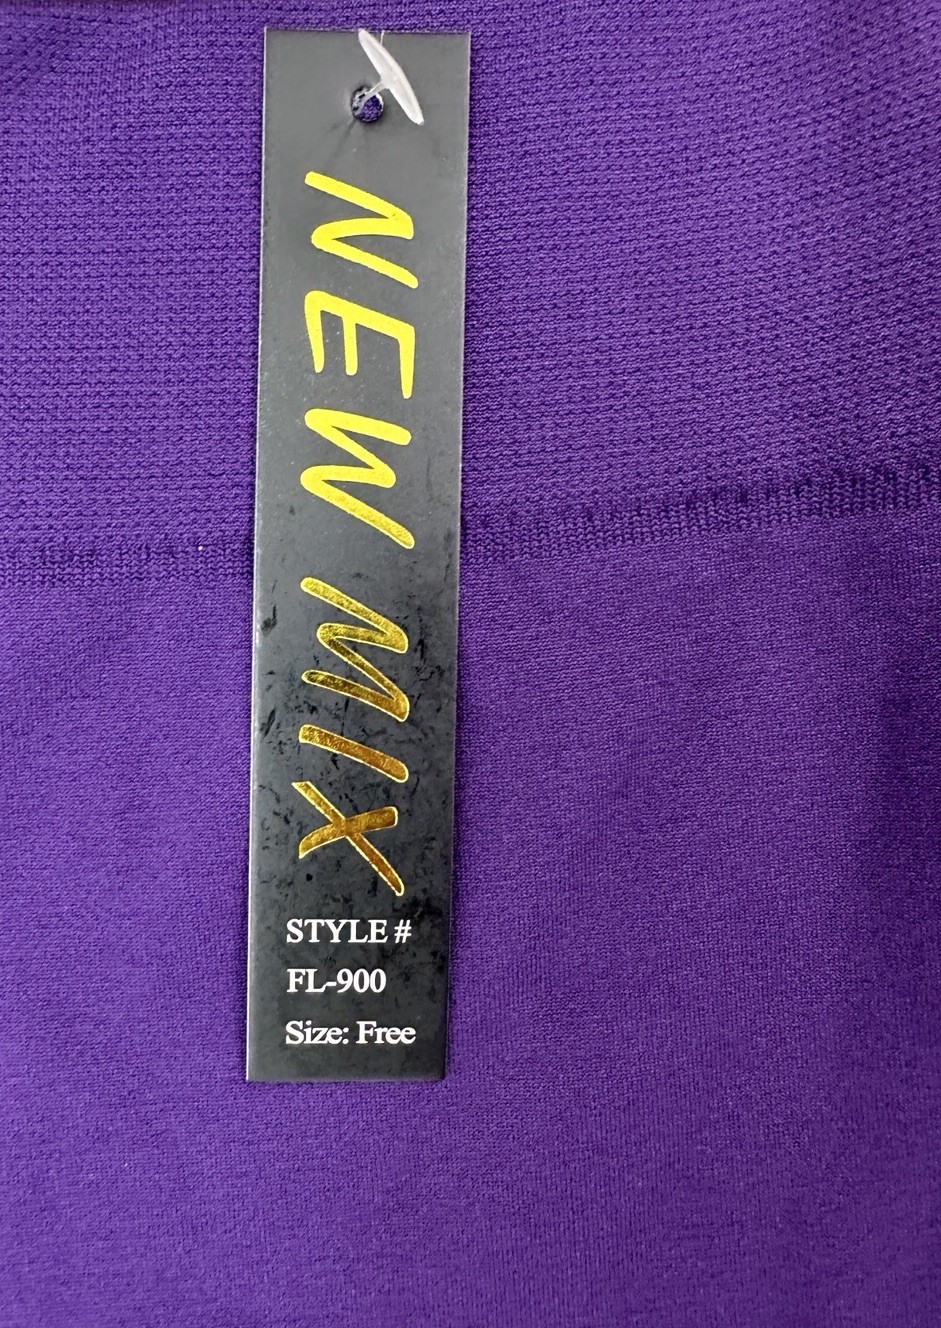 NEW MIX
STYLE #
FL-900
Size: Free